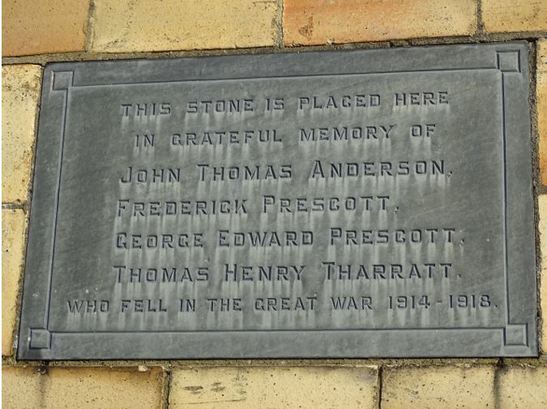 THIS STONE IS PLACED HERE
IN GRATEFUL MEMORY OF
JOHN THOMAS ANDERSON.
FREDERICK PRESCOTT.
GEORGE EDWARD PRESCOTT.
THOMAS HENRY THARRATT.
WHO FELL IN THE GREAT WAR 1914-1918.